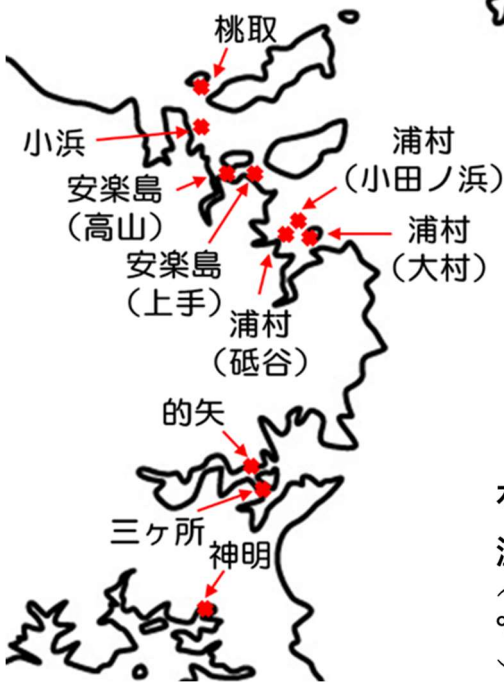 桃取
小浜
安楽島
（高山）
安楽島
（上手）
浦村
（小田ノ浜）
浦村
（大村）
浦村
（砥谷）
的矢
三ヶ所
神明